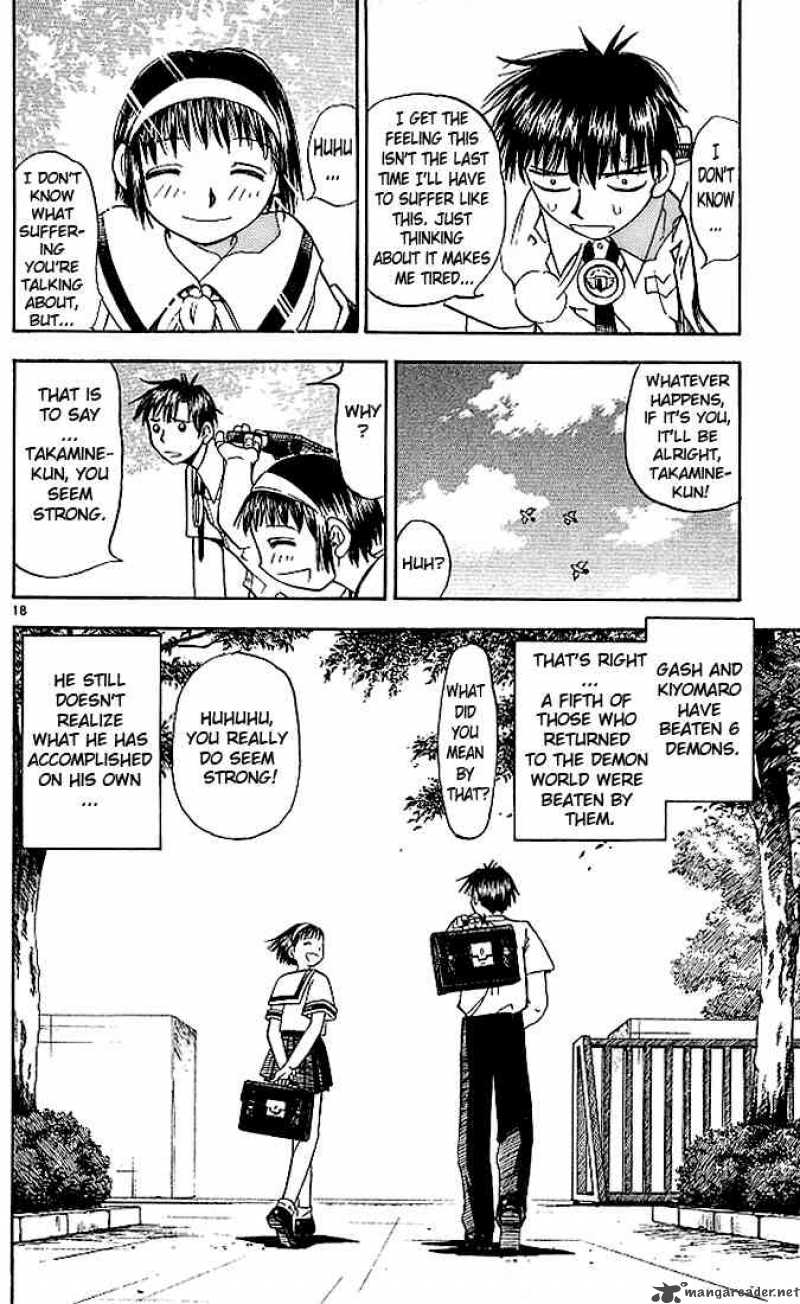 I
DON'T
KNOW
...
I GET THE
FEELING THIS
ISN'T THE LAST
TIME I'LL HAVE
TO SUFFER LIKE
THIS. JUST
THINKING
ABOUT IT MAKES
ME TIRED...
HUHU
...
I DON'T
KNOW
WHAT
SUFFER-
ING
YOU'RE
TALKING
ABOUT,
BUT...
WHATEVER
HAPPENS,
IF IT'S YOU,
IT'LL BE
ALRIGHT,
TAKAMINE-
KUN!
HUH?
WHY
?
THAT IS
TO SAY
...
TAKAMINE-
KUN, YOU
SEEM
STRONG.
18
GASH AND
KIYOMARO
HAVE
BEATEN 6
DEMONS.
THAT'S RIGHT
...
A FIFTH OF
THOSE WHO
RETURNED
TO THE DEMON
WORLD WERE
BEATEN BY
THEM.
WHAT
DID
YOU
MEAN
BY
THAT?
HUHUHU,
YOU REALLY
DO SEEM
STRONG!
HE STILL
DOESN'T
REALIZE
WHAT HE HAS
ACCOMPLISHED
ON HIS OWN
...
mangareader.net